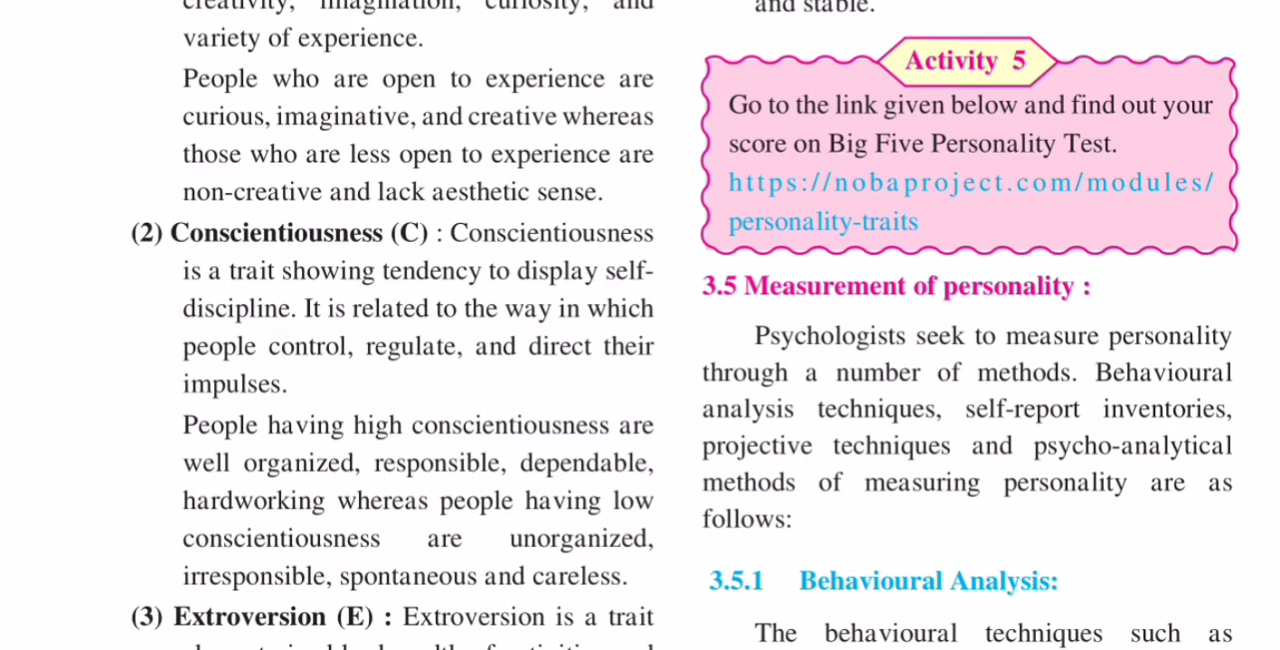 creativity, imagination, curiosity, and
variety of experience.
People who are open to experience are
curious, imaginative, and creative whereas
those who are less open to experience are
non-creative and lack aesthetic sense.
(2) Conscientiousness (C) : Conscientiousness
is a trait showing tendency to display self-
discipline. It is related to the way in which
people control, regulate, and direct their
impulses.
People having high conscientiousness are
well organized, responsible, dependable,
hardworking whereas people having low
conscientiousness are unorganized,
irresponsible, spontaneous and careless.
(3) Extroversion (E) : Extroversion is a trait
and stable.
Activity 5
Go to the link given below and find out your
score on Big Five Personality Test.
https://nobaproject.com/modules/
personality-traits
3.5 Measurement of personality :
Psychologists seek to measure personality
through a number of methods. Behavioural
analysis techniques, self-report inventories,
projective techniques and psycho-analytical
methods of measuring personality are as
follows:
3.5.1 Behavioural Analysis:
The behavioural techniques such as